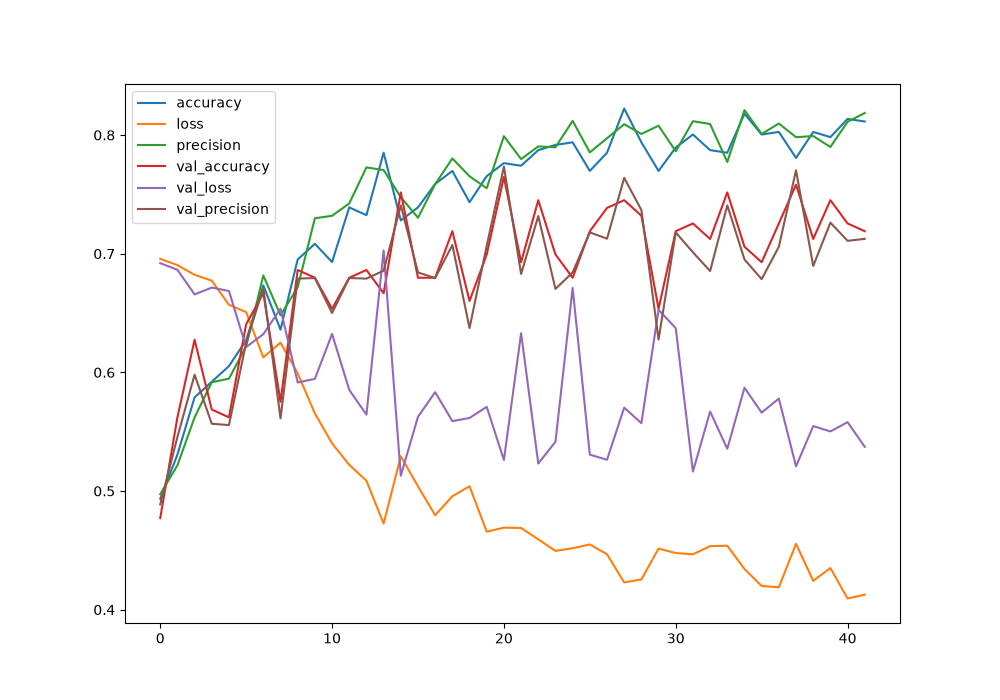 accuracy
loss
precision
val_accuracy
val_loss
val_precision
0.8
0.7
0.6
0.5
0.4
0 10 20 30 40